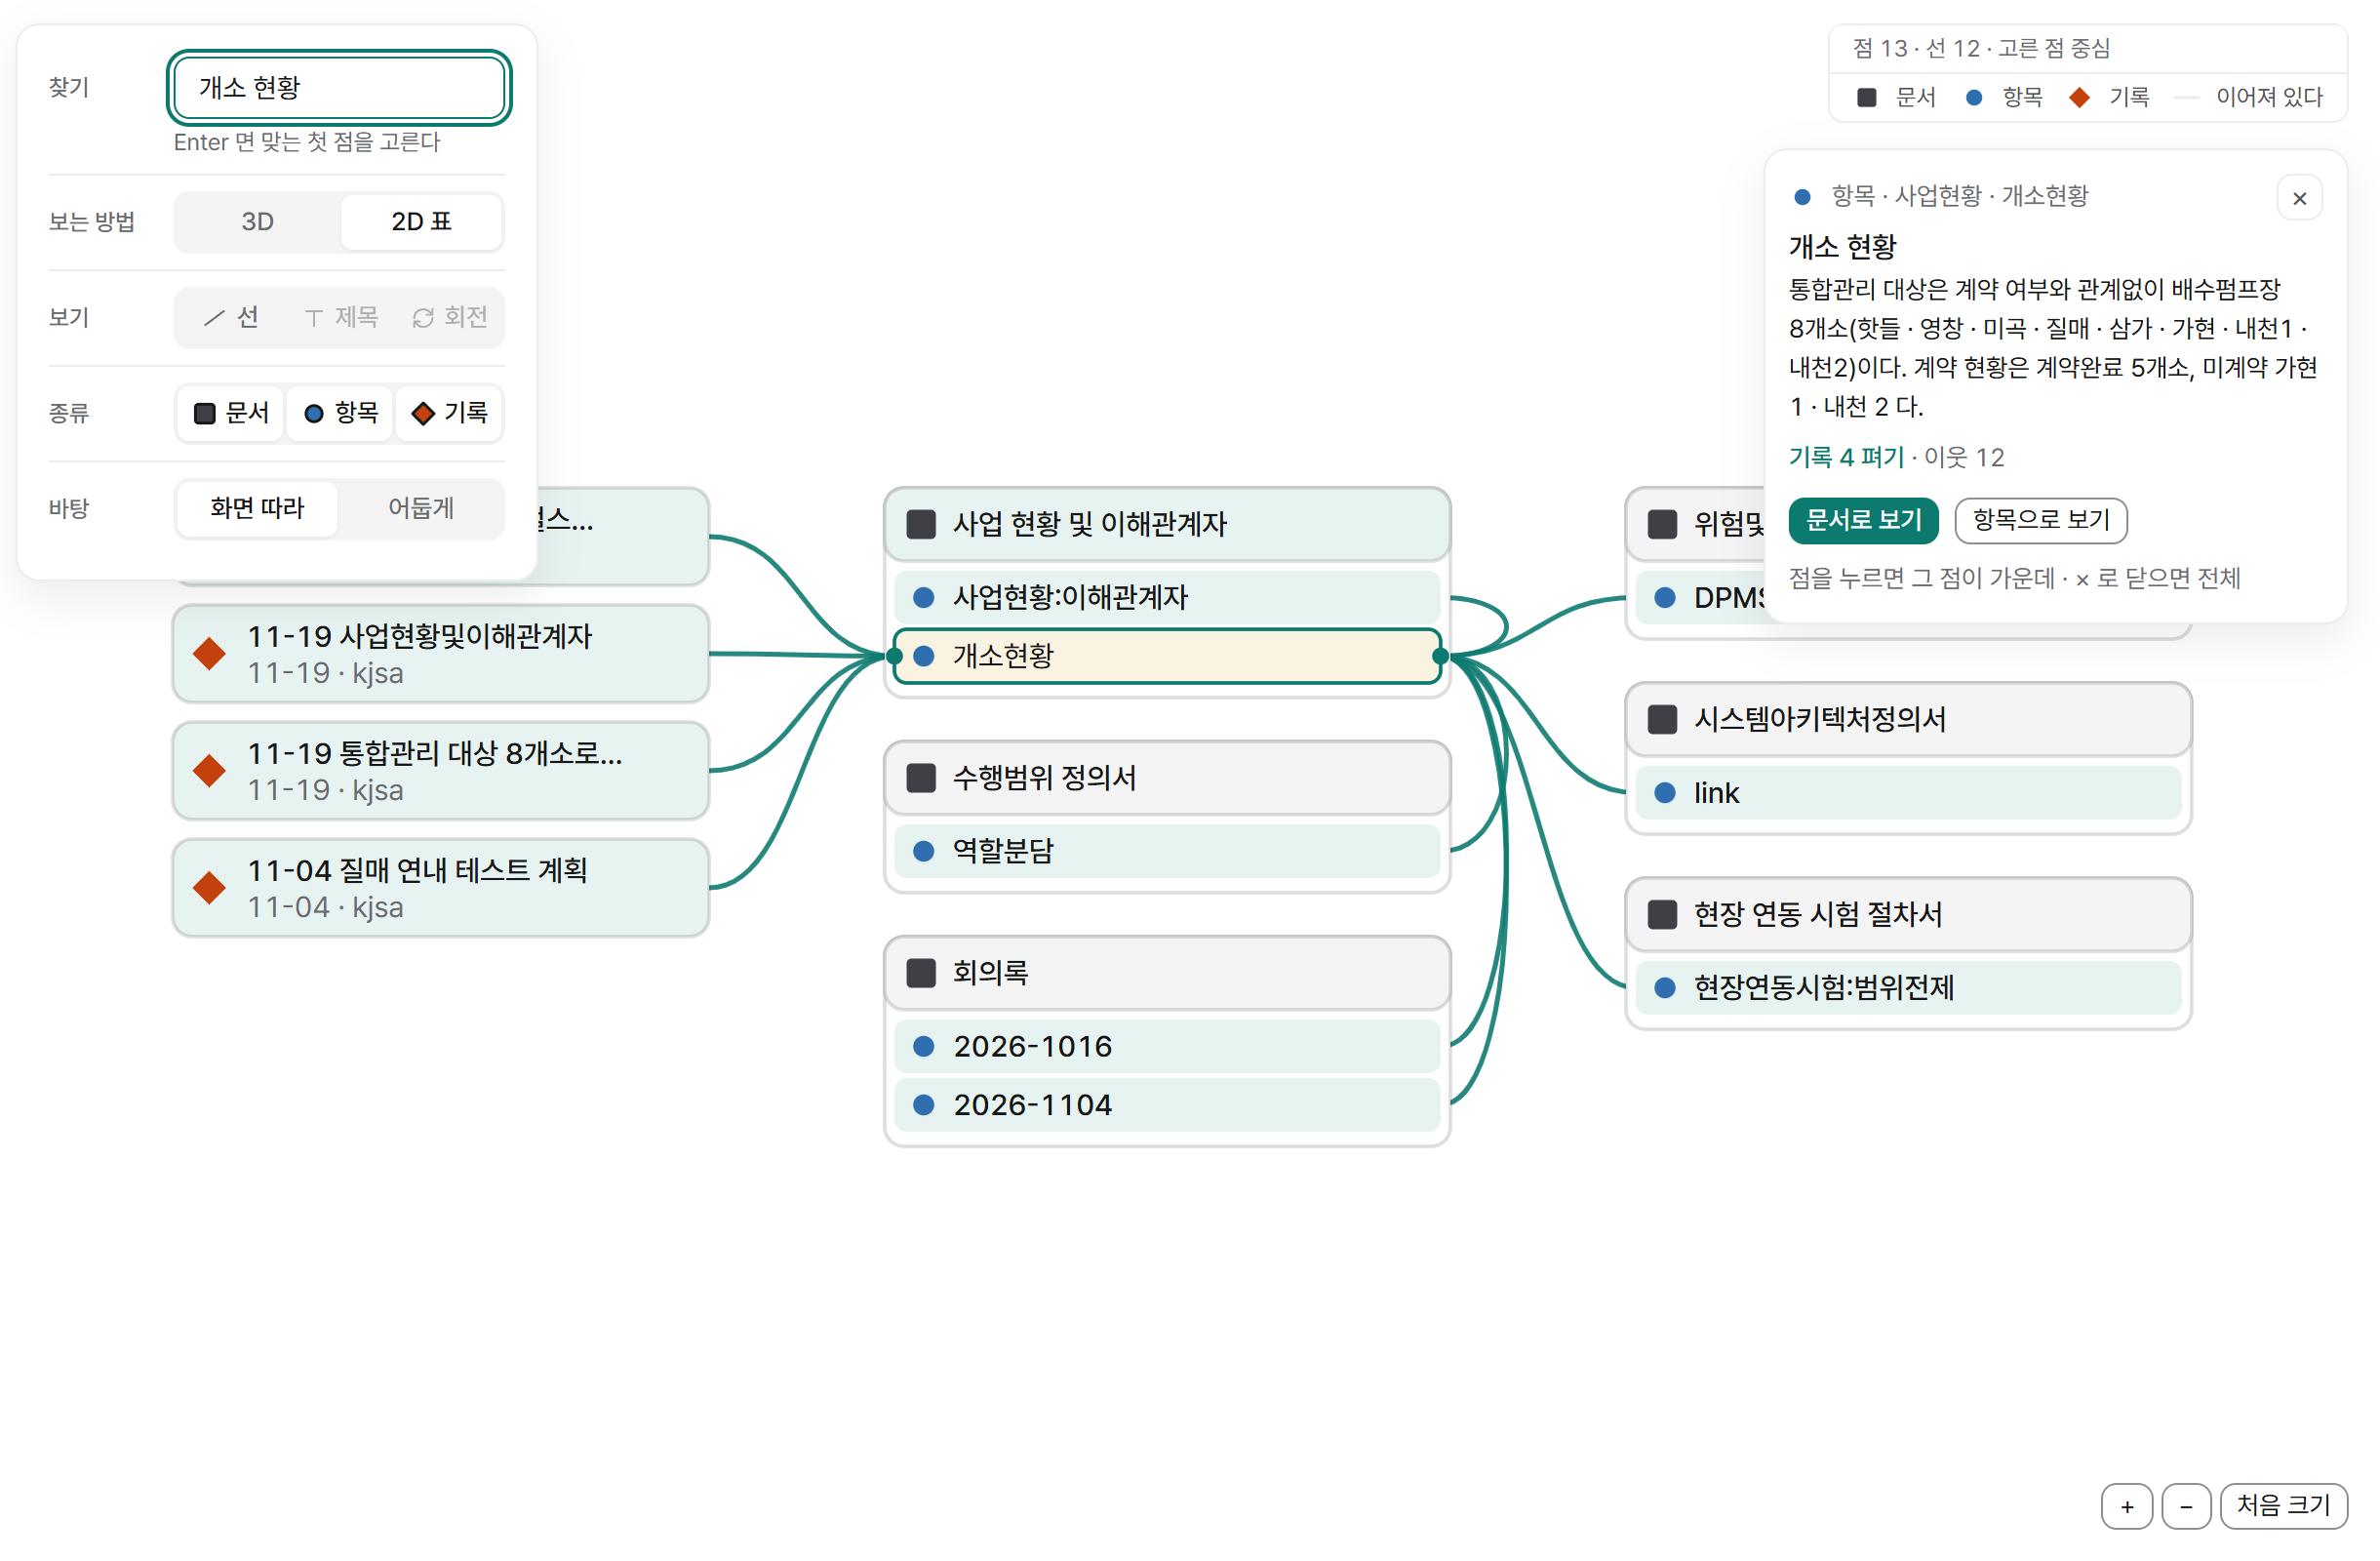 찾기
개소 현황
Enter 면 맞는 첫 점을 고른다
보는 방법
3D
2D 표
보기
선
제목
회전
종류
문서
항목
기록
바탕
화면 따라
어둡게
점 13 · 선 12 · 고른 점 중심
문서
항목
기록
이어져 있다
항목 · 사업현황 · 개소현황
×
개소 현황
통합관리 대상은 계약 여부와 관계없이 배수펌프장
8개소(핫들 · 영창 · 미곡 · 질매 · 삼가 · 가현 · 내천1 ·
내천2)이다. 계약 현황은 계약완료 5개소, 미계약 가현
1 · 내천 2 다.
기록 4 펴기 · 이웃 12
문서로 보기
항목으로 보기
점을 누르면 그 점이 가운데 · × 로 닫으면 전체
11-19 사업현황및이해관계자
11-19 · kjsa
11-19 통합관리 대상 8개소로...
11-19 · kjsa
11-04 질매 연내 테스트 계획
11-04 · kjsa
사업 현황 및 이해관계자
사업현황:이해관계자
개소현황
수행범위 정의서
역할분담
회의록
2026-1016
2026-1104
시스템아키텍처정의서
link
현장 연동 시험 절차서
현장연동시험:범위전제
+
−
처음 크기